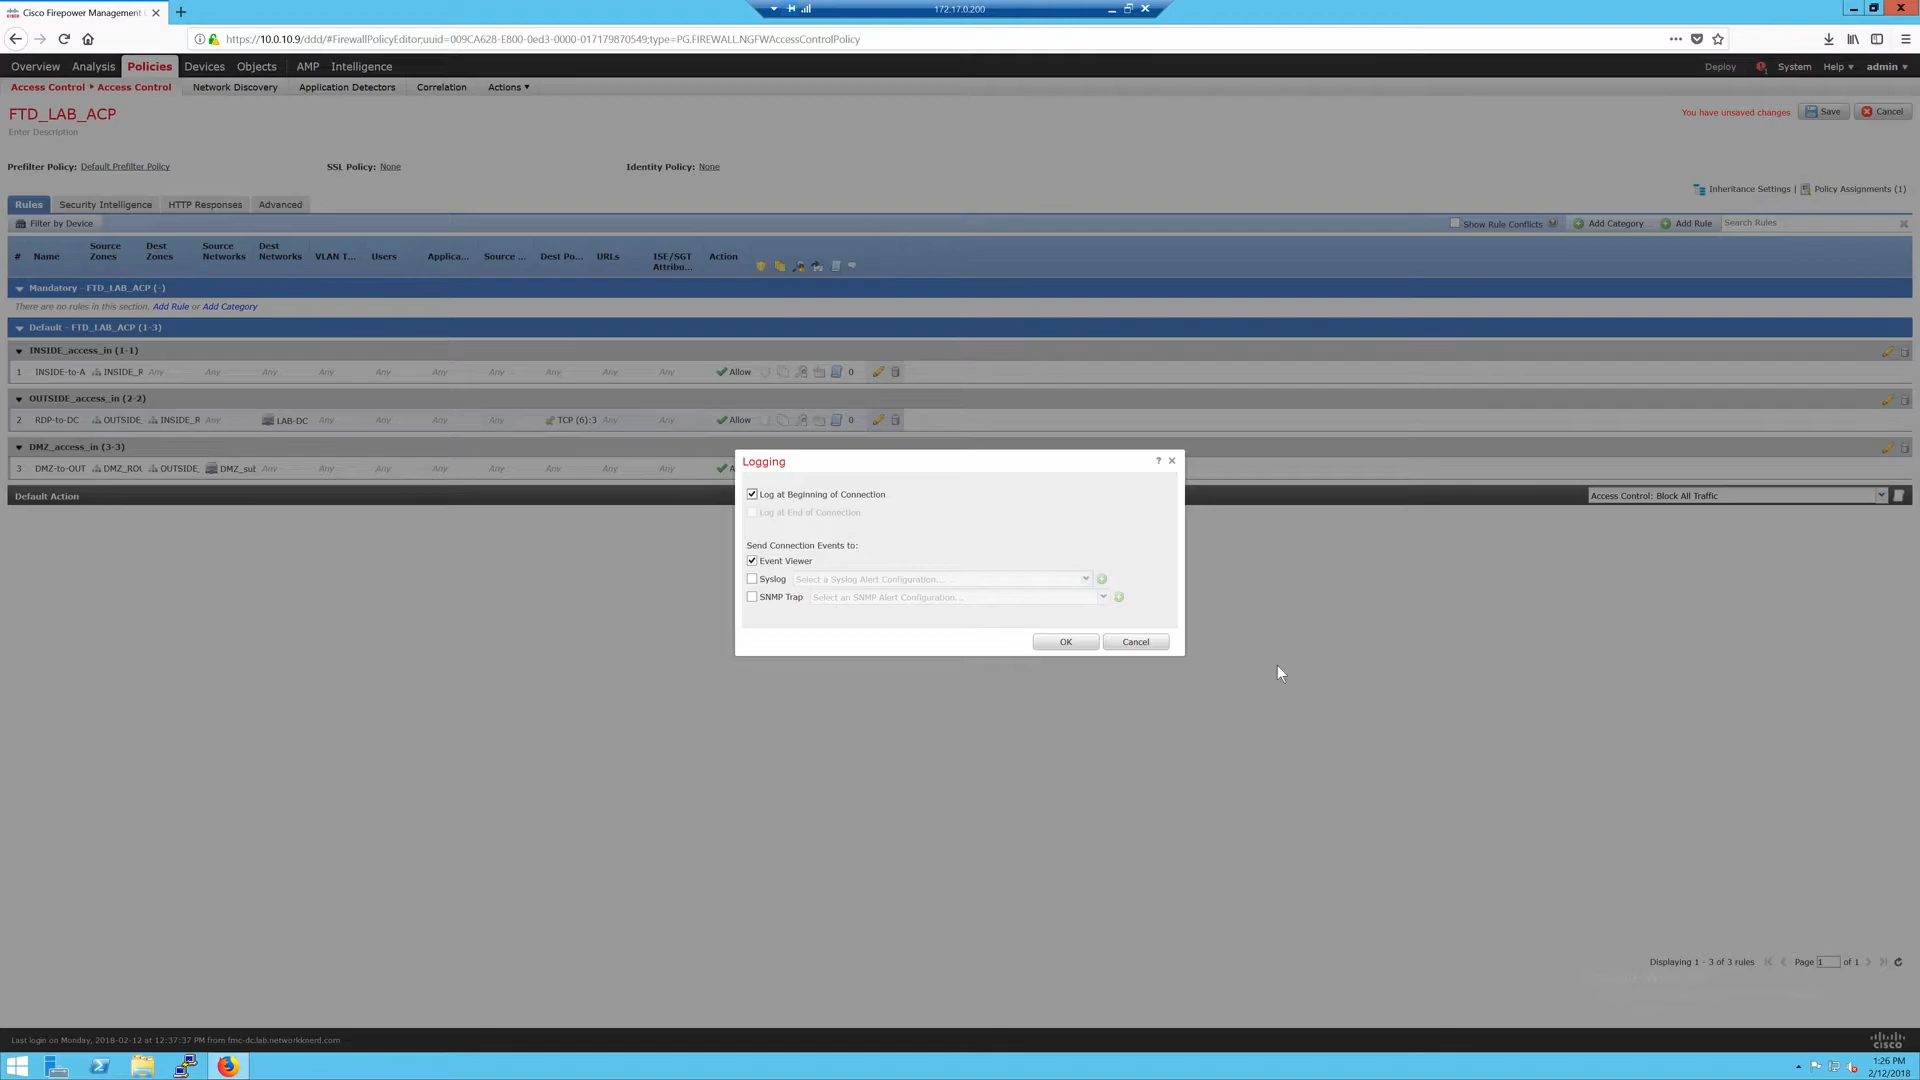 Cisco Firepower Management
172.17.0.200
https://10.0.10.9/ddd/#FirewallPolicyEditor;uuid=009CA628-E800-0ed3-0000-017179870549;type=PG.FIREWALL.NGFWAccessControlPolicy
Overview Analysis Policies Devices Objects AMP Intelligence Deploy System Help admin
Access Control Access Control Network Discovery Application Detectors Correlation Actions
FTD_LAB_ACP
You have unsaved changes Save Cancel
Enter Description
Prefilter Policy: Default Prefilter Policy SSL Policy: None Identity Policy: None
Inheritance Settings | Policy Assignments (1)
Rules Security Intelligence HTTP Responses Advanced
Filter by Device Show Rule Conflicts Add Category Add Rule Search Rules
# Name Source Zones Dest Zones Source Networks Dest Networks VLAN T... Users Applica... Source ... Dest Po... URLs ISE/SGT Attribu... Action
Mandatory - FTD_LAB_ACP (-)
There are no rules in this section. Add Rule or Add Category
Default - FTD_LAB_ACP (1-3)
INSIDE_access_in (1-1)
1 INSIDE-to-A INSIDE_R Any Any Any Any Any Any Any Any Any Any Allow 0
OUTSIDE_access_in (2-2)
2 RDP-to-DC OUTSIDE_ INSIDE_R Any LAB-DC Any Any Any Any TCP (6):3 Any Any Allow 0
DMZ_access_in (3-3)
3 DMZ-to-OUT DMZ_ROU OUTSIDE_ DMZ_sub Any Any Any Any Any Any Any Any A
Default Action Access Control: Block All Traffic
Logging ?
Log at Beginning of Connection
Log at End of Connection
Send Connection Events to:
Event Viewer
Syslog Select a Syslog Alert Configuration...
SNMP Trap Select an SNMP Alert Configuration...
OK Cancel
Displaying 1 - 3 of 3 rules Page 1 of 1
Last login on Monday, 2018-02-12 at 12:37:37 PM from fmc-dc.lab.networkknerd.com
CISCO
1:26 PM
2/12/2018